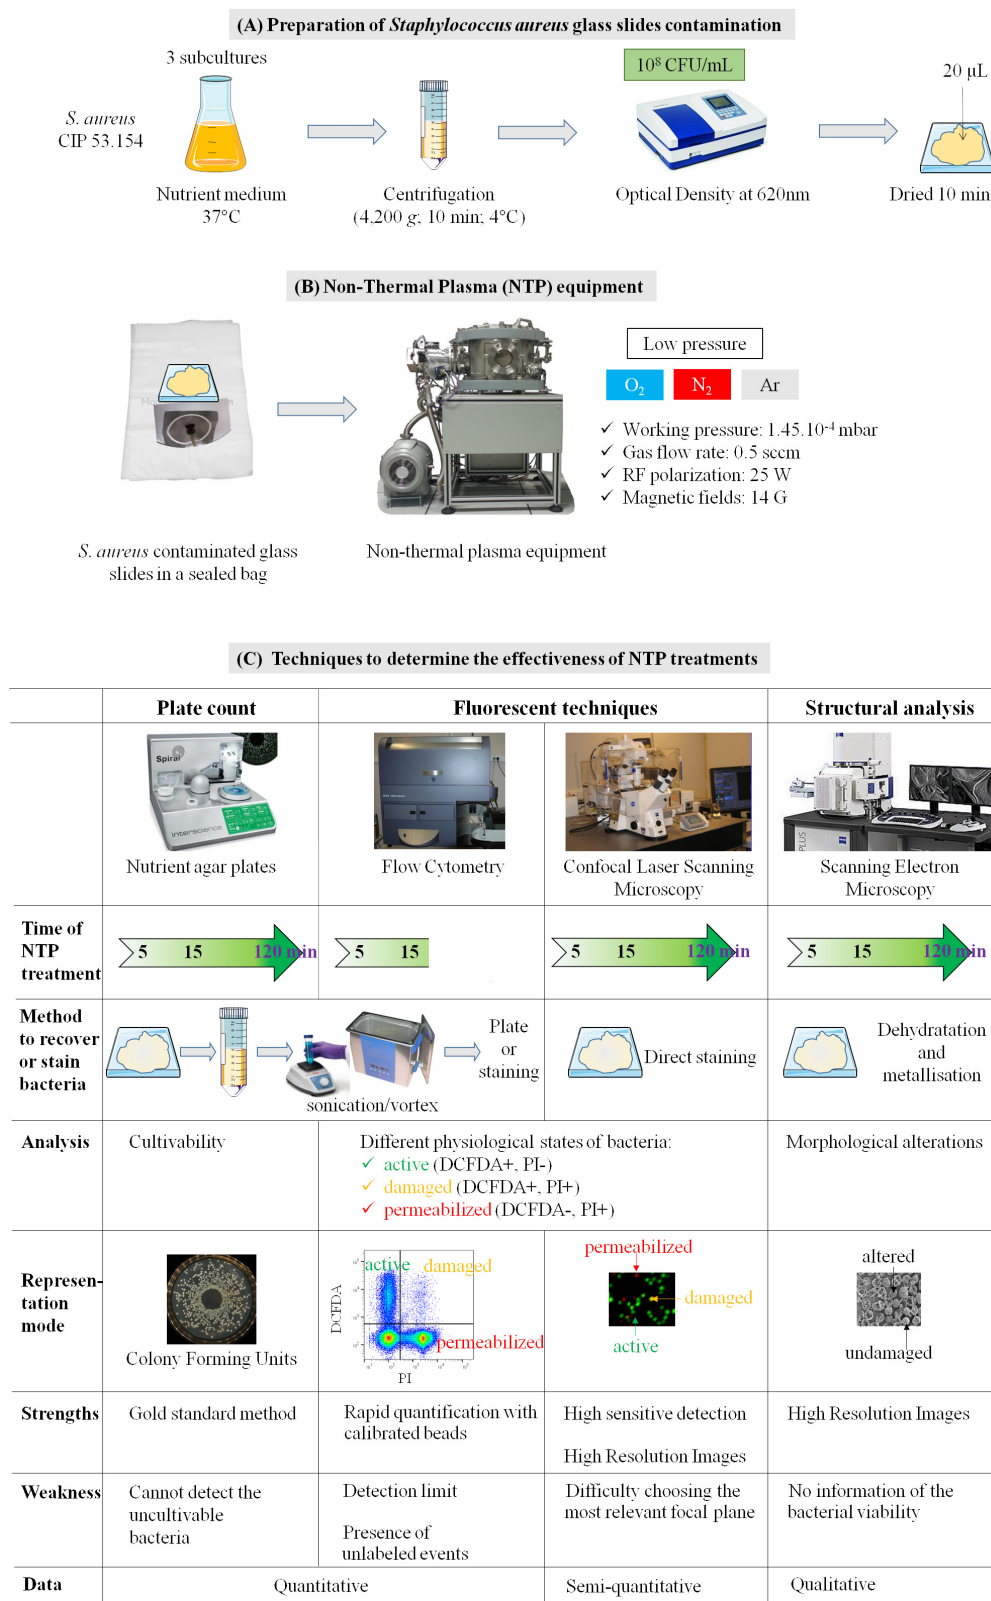 (A) Preparation of Staphylococcus aureus glass slides contamination
3 subcultures
10⁸ CFU/mL
20 µL
S. aureus
CIP 53.154
Nutrient medium
37°C
Centrifugation
(4,200 g; 10 min; 4°C)
Optical Density at 620nm
Dried 10 min
(B) Non-Thermal Plasma (NTP) equipment
Low pressure
O₂ N₂ Ar
✓ Working pressure: 1.45.10⁻⁴ mbar
✓ Gas flow rate: 0.5 sccm
✓ RF polarization: 25 W
✓ Magnetic fields: 14 G
S. aureus contaminated glass
slides in a sealed bag
Non-thermal plasma equipment
(C) Techniques to determine the effectiveness of NTP treatments
Plate count
Fluorescent techniques
Structural analysis
Spiral
interscience
PLUS
Nutrient agar plates
Flow Cytometry
Confocal Laser Scanning
Microscopy
Scanning Electron
Microscopy
Time of
NTP
treatment
5 15 120 min
5 15
5 15 120 min
5 15 120 min
Method
to recover
or stain
bacteria
sonication/vortex
Plate
or
staining
Direct staining
Dehydratation
and
metallisation
Analysis
Cultivability
Different physiological states of bacteria:
✓ active (DCFDA+, PI-)
✓ damaged (DCFDA+, PI+)
✓ permeabilized (DCFDA-, PI+)
Morphological alterations
Represen-
tation
mode
Colony Forming Units
active damaged
DCFDA
permeabilized
PI
permeabilized
damaged
active
altered
undamaged
Strengths
Gold standard method
Rapid quantification with
calibrated beads
High sensitive detection
High Resolution Images
High Resolution Images
Weakness
Cannot detect the
uncultivable
bacteria
Detection limit
Presence of
unlabeled events
Difficulty choosing the
most relevant focal plane
No information of the
bacterial viability
Data
Quantitative
Semi-quantitative
Qualitative